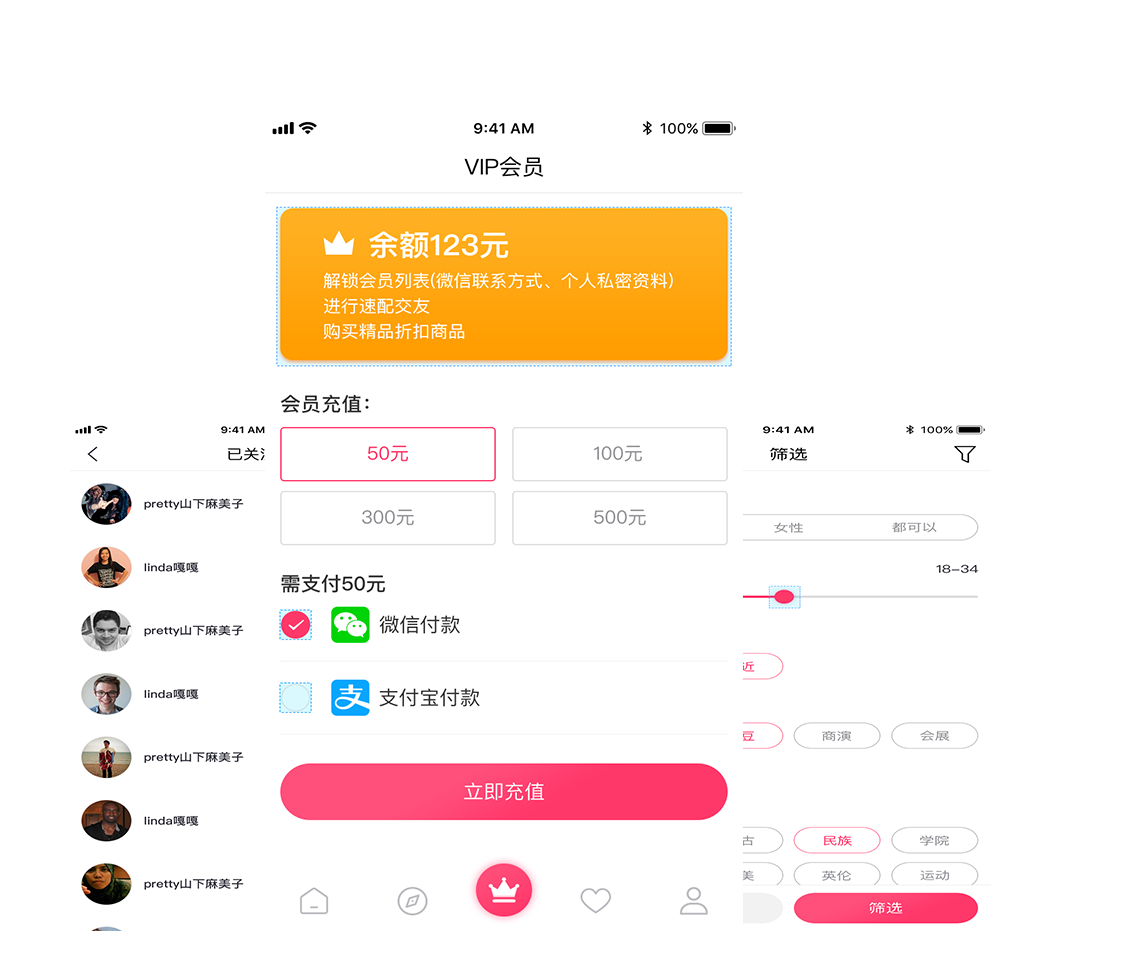 9:41 AM
100%
VIP会员
余额123元
解锁会员列表(微信联系方式、个人私密资料)
进行速配交友
购买精品折扣商品
会员充值：
50元
100元
300元
500元
需支付50元
微信付款
支付宝付款
立即充值
9:41 AM
已关
pretty山下麻美子
linda嘎嘎
pretty山下麻美子
linda嘎嘎
pretty山下麻美子
linda嘎嘎
pretty山下麻美子
9:41 AM
100%
筛选
女性
都可以
18-34
近
豆
商演
会展
古
民族
学院
美
英伦
运动
筛选